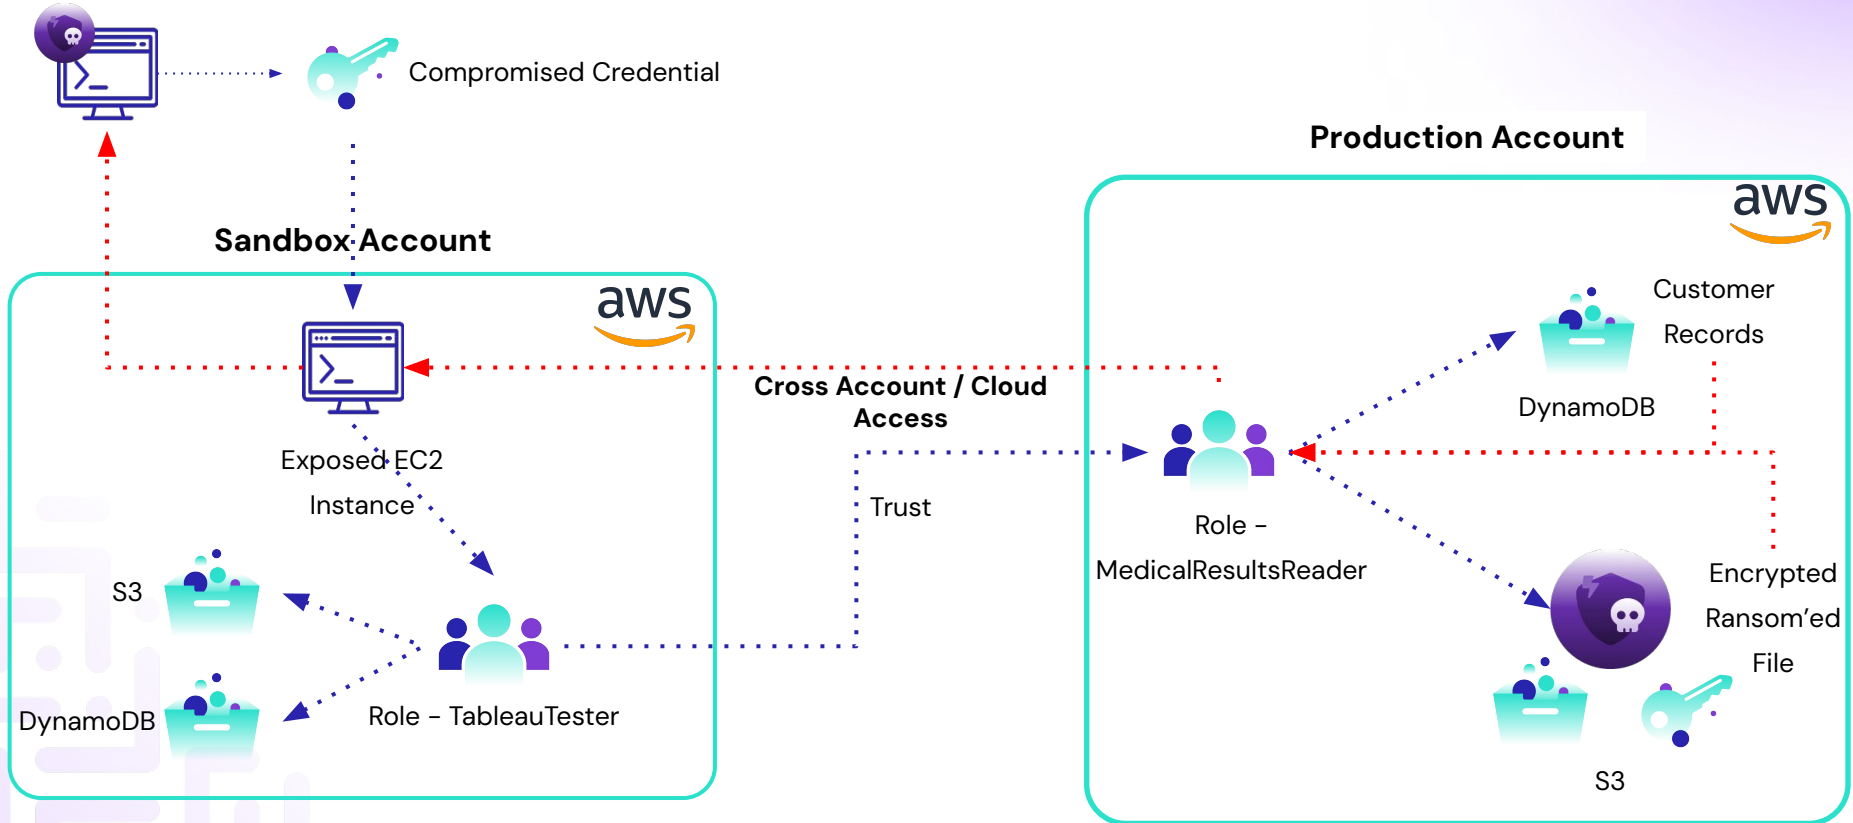 Compromised Credential
Production Account
aws
Sandbox Account
aws
Customer
Records
DynamoDB
Cross Account / Cloud
Access
Exposed EC2
Instance
Trust
Role –
MedicalResultsReader
S3
Encrypted
Ransom’ed
File
DynamoDB
Role – TableauTester
S3